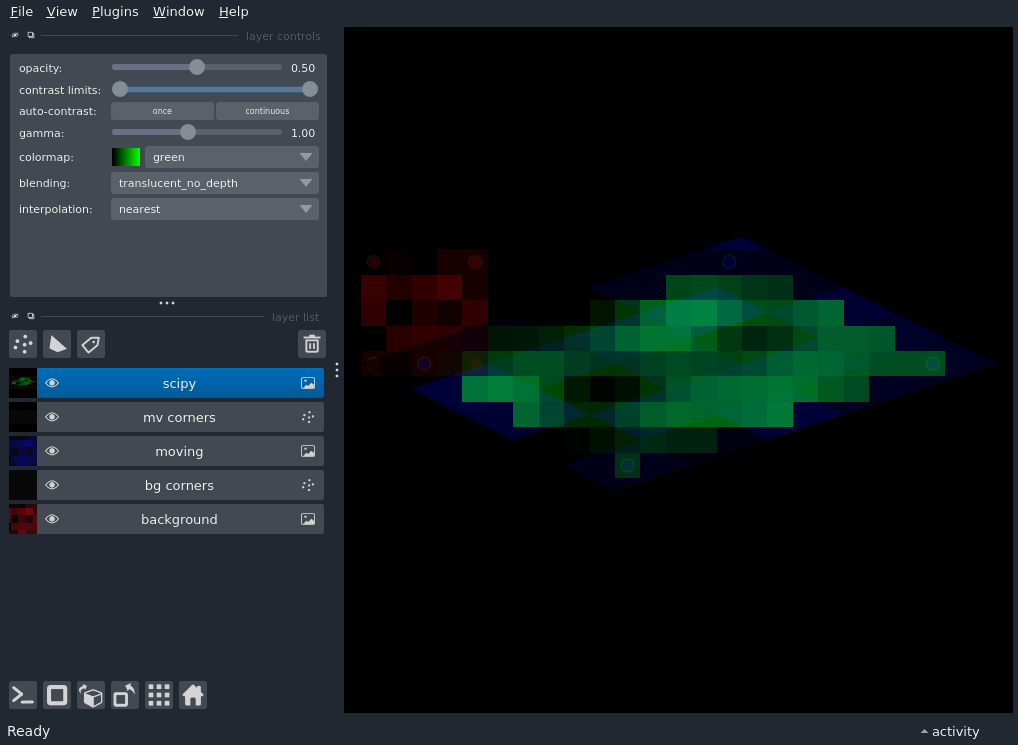 File View Plugins Window Help
layer controls
opacity: 0.50
contrast limits:
auto-contrast: once continuous
gamma: 1.00
colormap: green
blending: translucent_no_depth
interpolation: nearest
layer list
scipy
mv corners
moving
bg corners
background
Ready activity